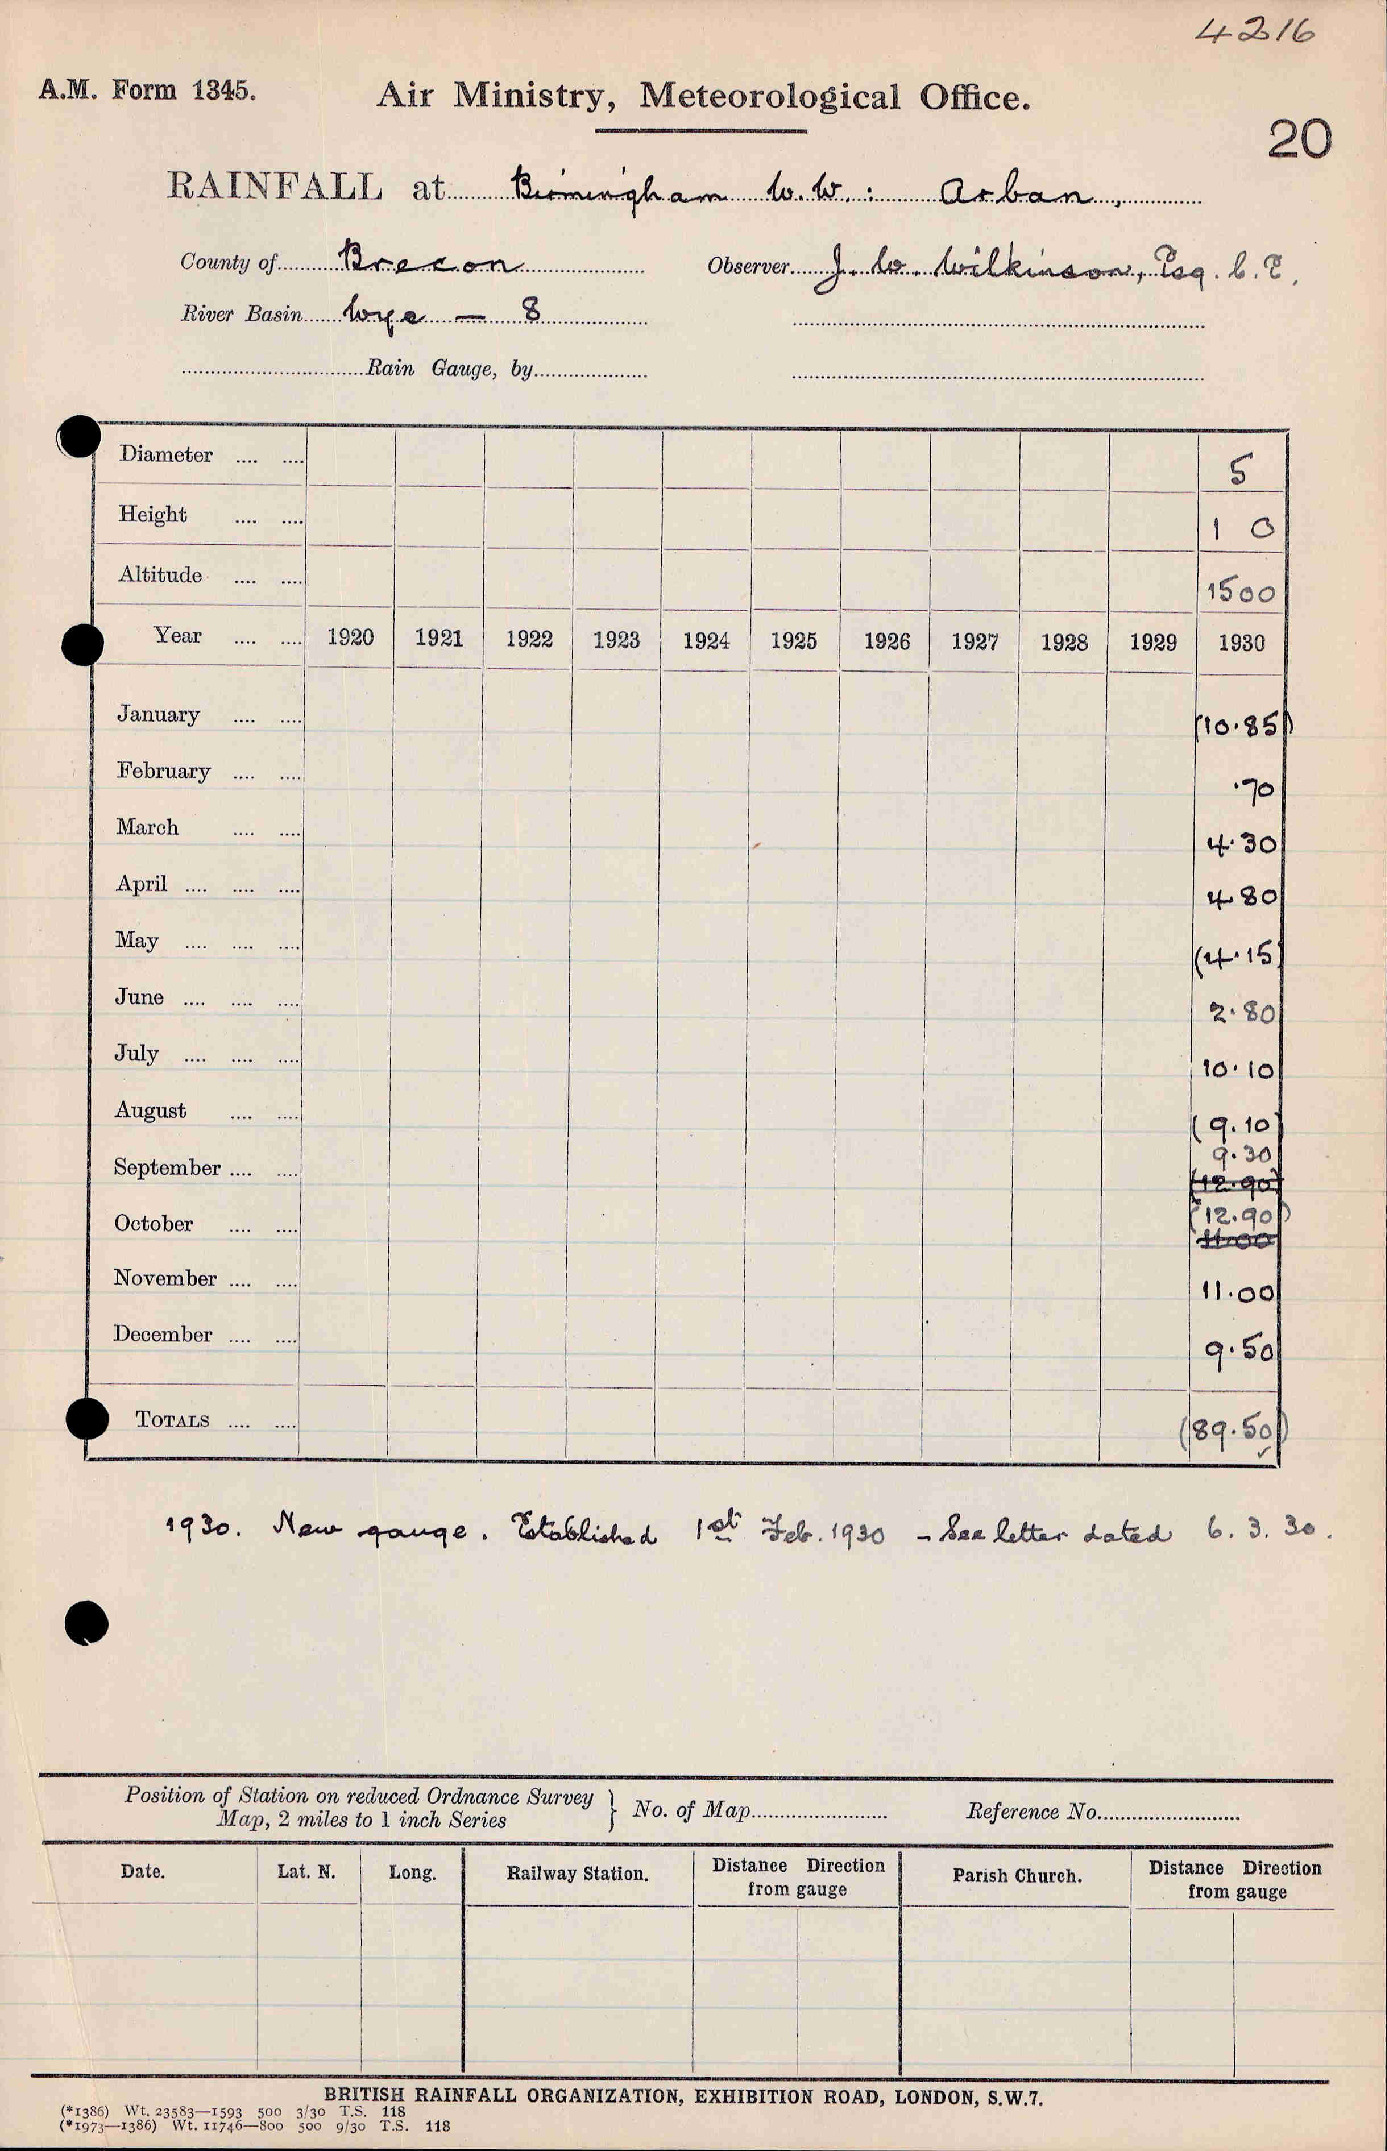 4216
A.M. Form 1345.
Air Ministry, Meteorological Office.
20
RAINFALL at Birmingham W.W.: Arban,
County of Brecon
Observer J. W. Wilkinson, Esq. C.E.
River Basin Wye — 8
Rain Gauge, by
Diameter .... .... 5
Height .... .... 1 0
Altitude .... .... 1500
Year .... .... 1920 1921 1922 1923 1924 1925 1926 1927 1928 1929 1930
January .... .... (10.85)
February .... .... .70
March .... .... 4.30
April .... .... .... 4.80
May .... .... .... (4.15)
June .... .... .... 2.80
July .... .... .... 10.10
August .... .... (9.10)
September .... .... 9.30
(12.90)
October .... .... (12.90)
11.00
November .... .... 11.00
December .... .... 9.50
TOTALS .... .... (89.50)
1930. New gauge. Established 1st Feb. 1930 – See letter dated 6.3.30.
Position of Station on reduced Ordnance Survey
Map, 2 miles to 1 inch Series } No. of Map
Reference No.
Date. Lat. N. Long. Railway Station. Distance Direction from gauge Parish Church. Distance Direction from gauge
BRITISH RAINFALL ORGANIZATION, EXHIBITION ROAD, LONDON, S.W.7.
(*1386) Wt. 23583—1593 500 3/30 T.S. 118
(*1973—1386) Wt. 11746—800 500 9/30 T.S. 118